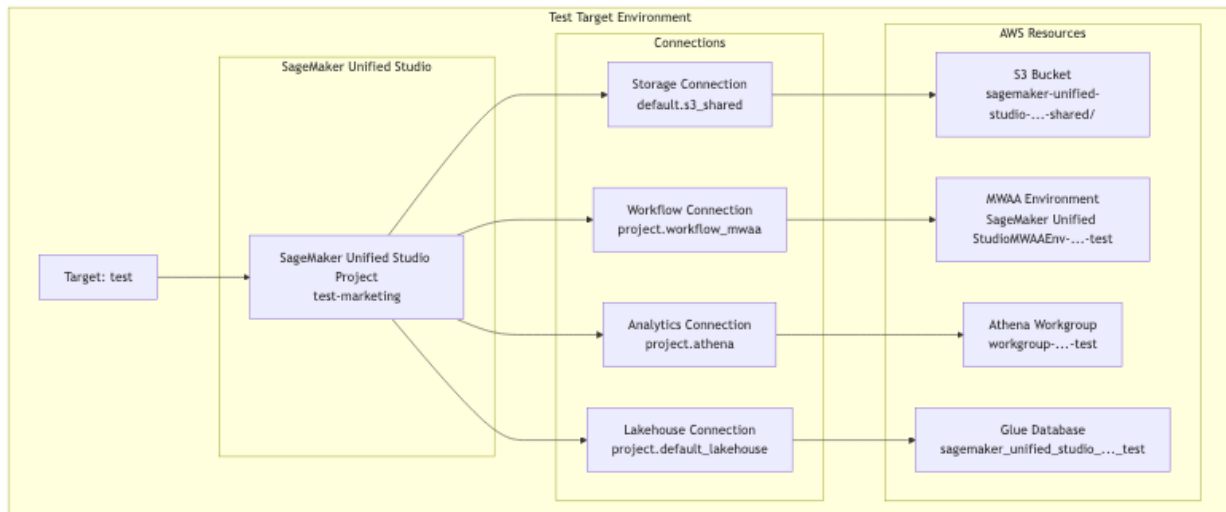 Test Target Environment
SageMaker Unified Studio
Connections
AWS Resources
Target: test
SageMaker Unified Studio
Project
test-marketing
Storage Connection
default.s3_shared
Workflow Connection
project.workflow_mwaa
Analytics Connection
project.athena
Lakehouse Connection
project.default_lakehouse
S3 Bucket
sagemaker-unified-
studio-...-shared/
MWAA Environment
SageMaker Unified
StudioMWAAEnv-...-test
Athena Workgroup
workgroup-...-test
Glue Database
sagemaker_unified_studio_..._test